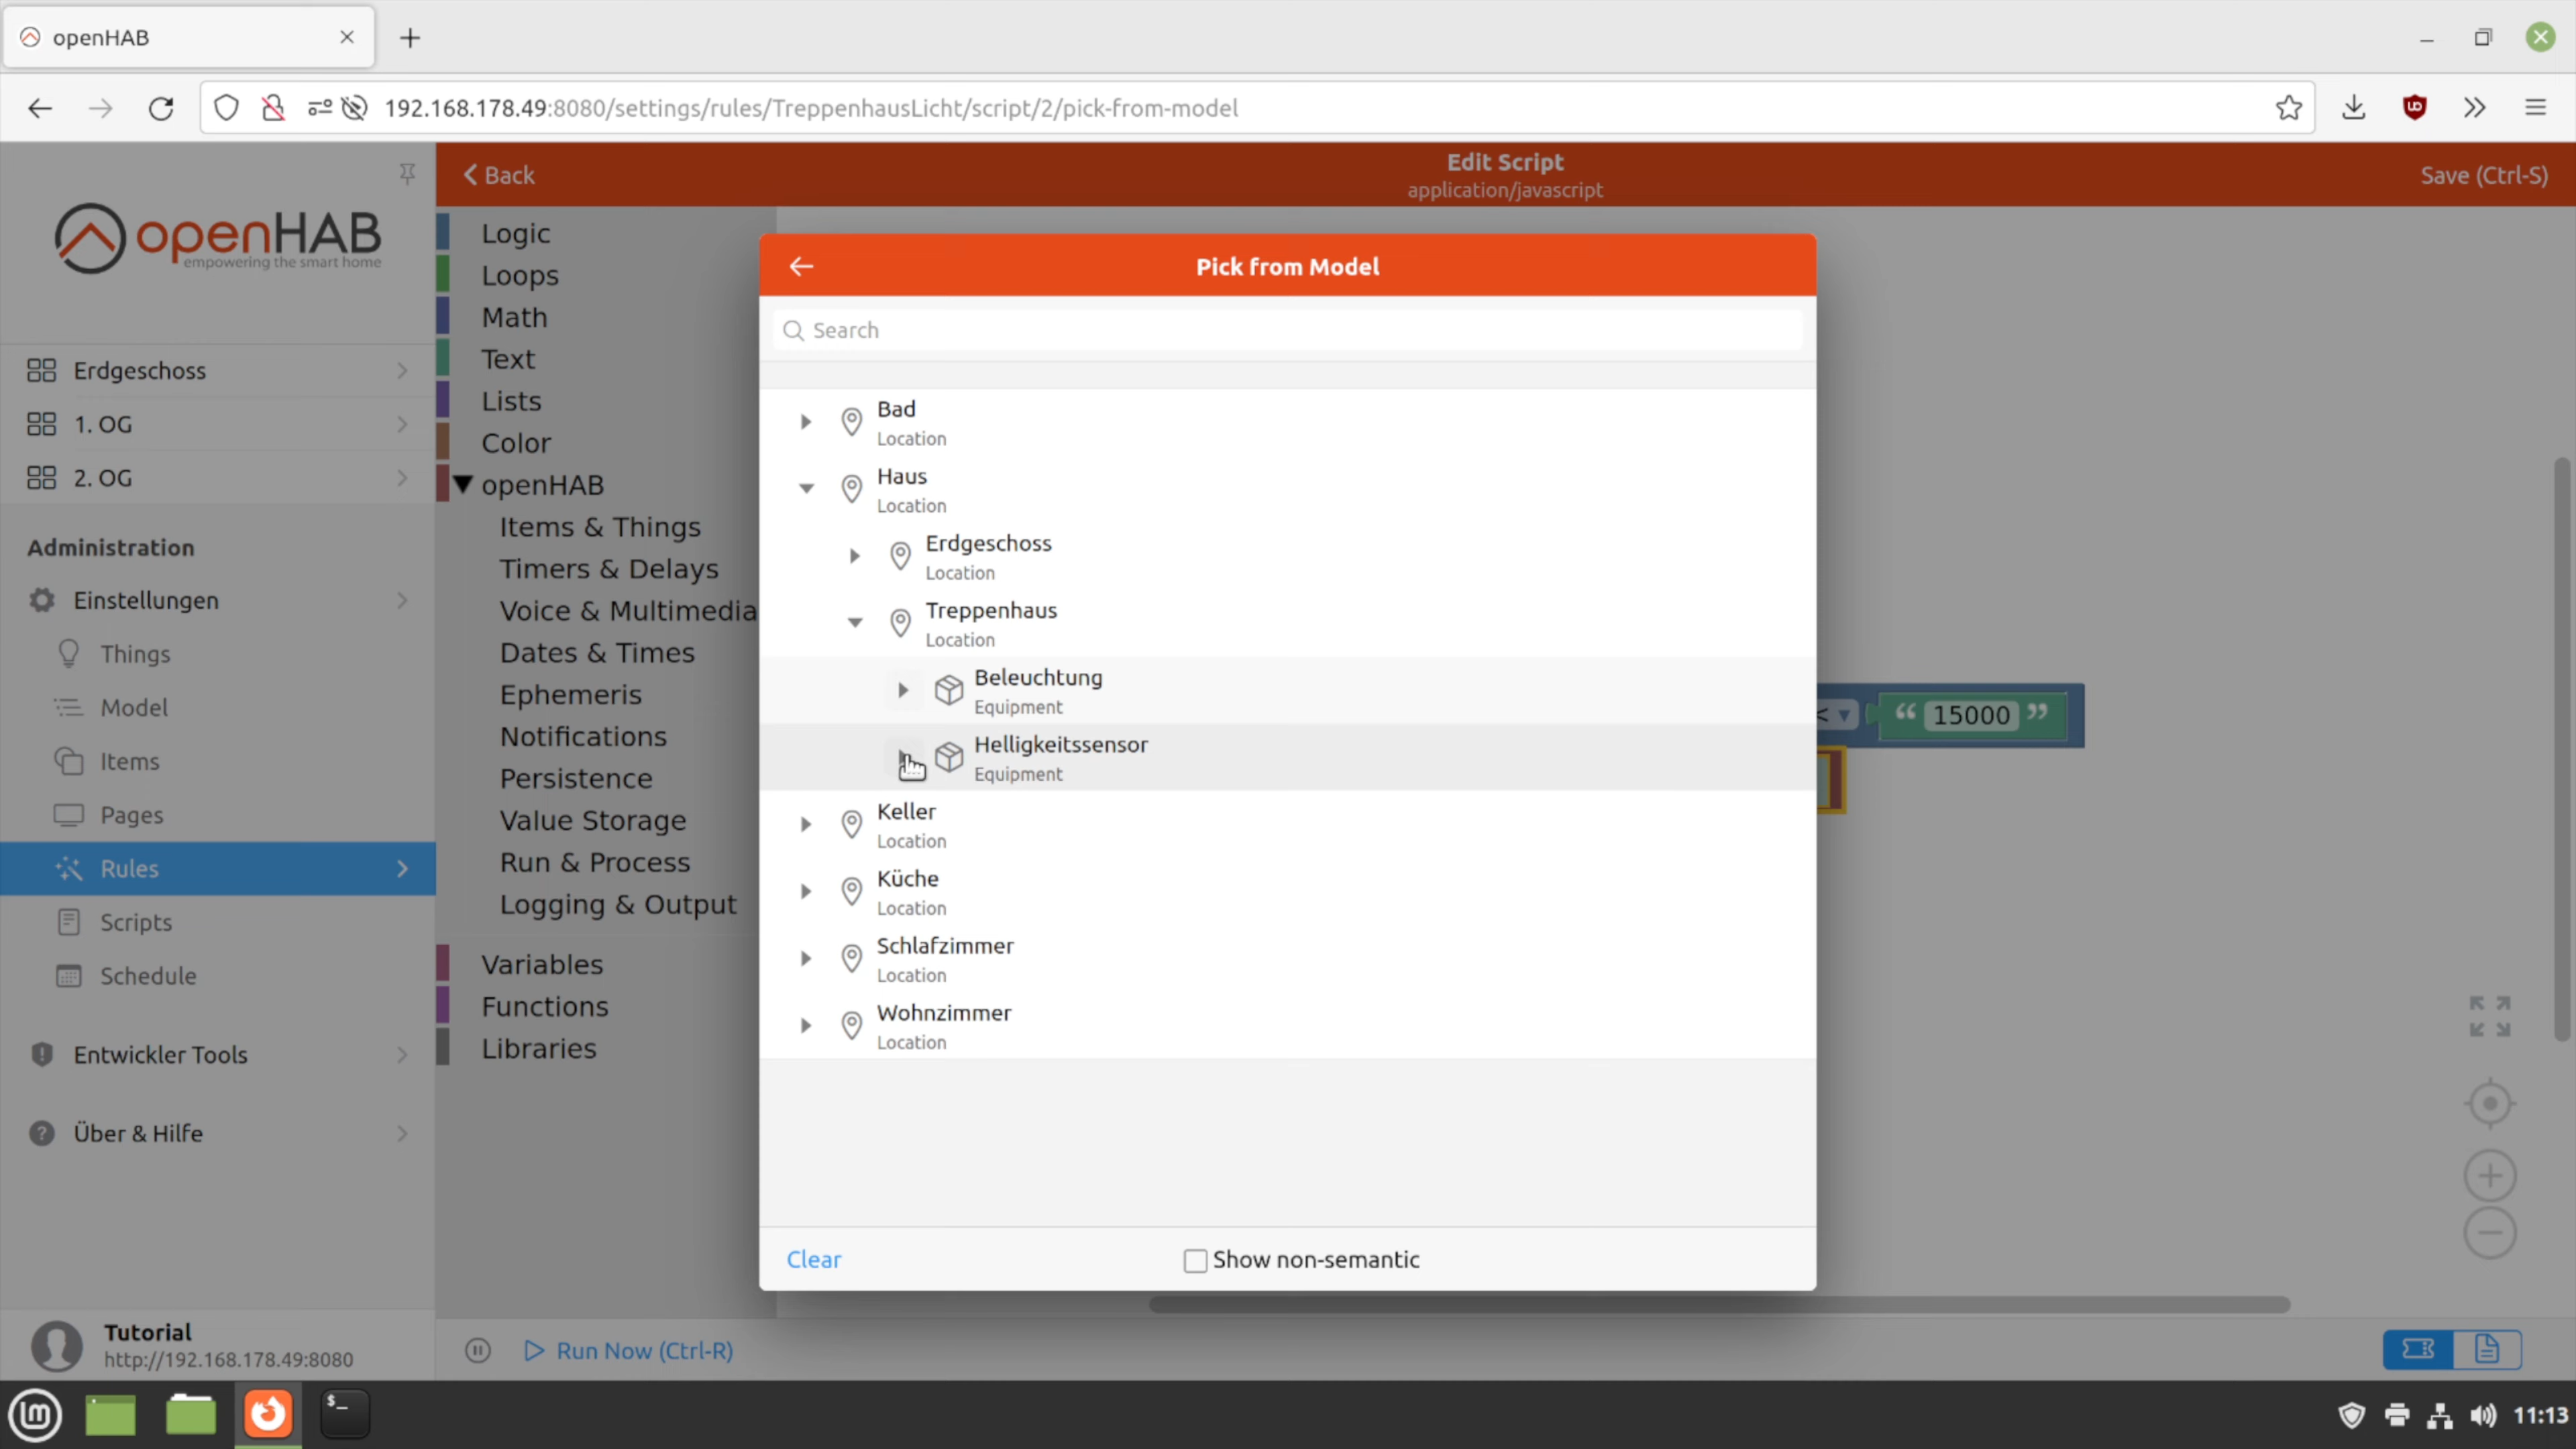 openHAB
192.168.178.49:8080/settings/rules/TreppenhausLicht/script/2/pick-from-model
openHAB
empowering the smart home
Erdgeschoss
1. OG
2. OG
Administration
Einstellungen
Things
Model
Items
Pages
Rules
Scripts
Schedule
Entwickler Tools
Über & Hilfe
Tutorial
http://192.168.178.49:8080
Back
Edit Script
application/javascript
Save (Ctrl-S)
Logic
Loops
Math
Text
Lists
Color
openHAB
Items & Things
Timers & Delays
Voice & Multimedia
Dates & Times
Ephemeris
Notifications
Persistence
Value Storage
Run & Process
Logging & Output
Variables
Functions
Libraries
Pick from Model
Search
Bad
Location
Haus
Location
Erdgeschoss
Location
Treppenhaus
Location
Beleuchtung
Equipment
Helligkeitssensor
Equipment
Keller
Location
Küche
Location
Schlafzimmer
Location
Wohnzimmer
Location
Clear
Show non-semantic
< “ 15000 ”
Run Now (Ctrl-R)
$_
11:13